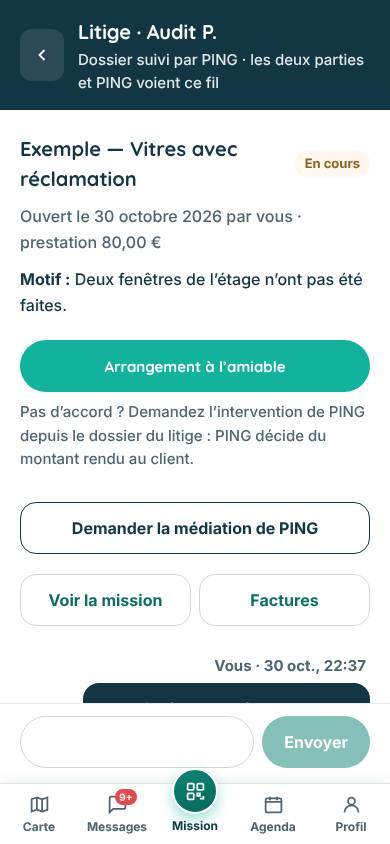 Litige · Audit P.
Dossier suivi par PING · les deux parties
et PING voient ce fil
Exemple — Vitres avec
réclamation
En cours
Ouvert le 30 octobre 2026 par vous ·
prestation 80,00 €
Motif : Deux fenêtres de l’étage n’ont pas été
faites.
Arrangement à l’amiable
Pas d’accord ? Demandez l’intervention de PING
depuis le dossier du litige : PING décide du
montant rendu au client.
Demander la médiation de PING
Voir la mission
Factures
Vous · 30 oct., 22:37
Envoyer
9+
Carte
Messages
Mission
Agenda
Profil